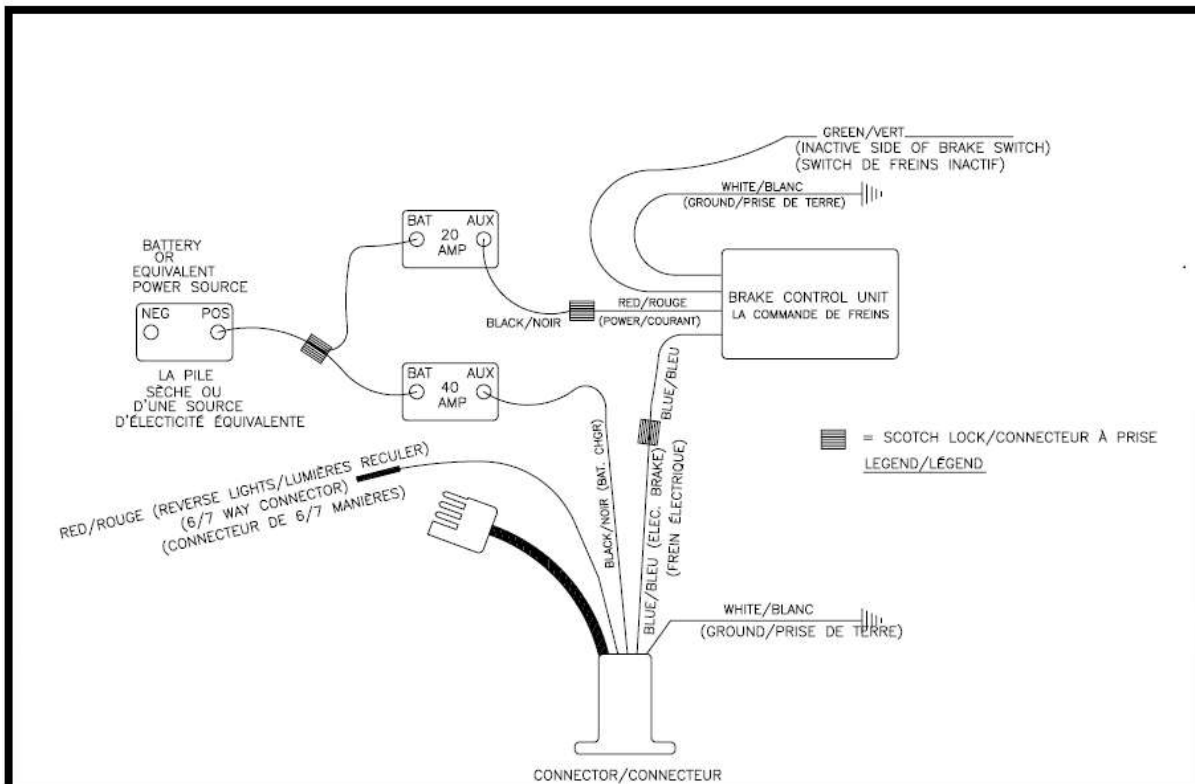 GREEN/VERT
(INACTIVE SIDE OF BRAKE SWITCH)
(SWITCH DE FREINS INACTIF)
WHITE/BLANC
(GROUND/PRISE DE TERRE)
BAT AUX
20
AMP
BATTERY
OR
EQUIVALENT
POWER SOURCE
NEG POS
LA PILE
SÈCHE OU
D'UNE SOURCE
D'ÉLECTICITÉ ÉQUIVALENTE
BLACK/NOIR
RED/ROUGE
(POWER/COURANT)
BRAKE CONTROL UNIT
LA COMMANDE DE FREINS
BAT AUX
40
AMP
BLUE/BLEU
= SCOTCH LOCK/CONNECTEUR À PRISE
LEGEND/LÉGEND
RED/ROUGE (REVERSE LIGHTS/LUMIÈRES RECULER)
(6/7 WAY CONNECTOR)
(CONNECTEUR DE 6/7 MANIÈRES)
BLACK/NOIR (BAT. CHGR)
BLUE/BLEU (ELEC. BRAKE)
(FREIN ÉLECTRIQUE)
WHITE/BLANC
(GROUND/PRISE DE TERRE)
CONNECTOR/CONNECTEUR